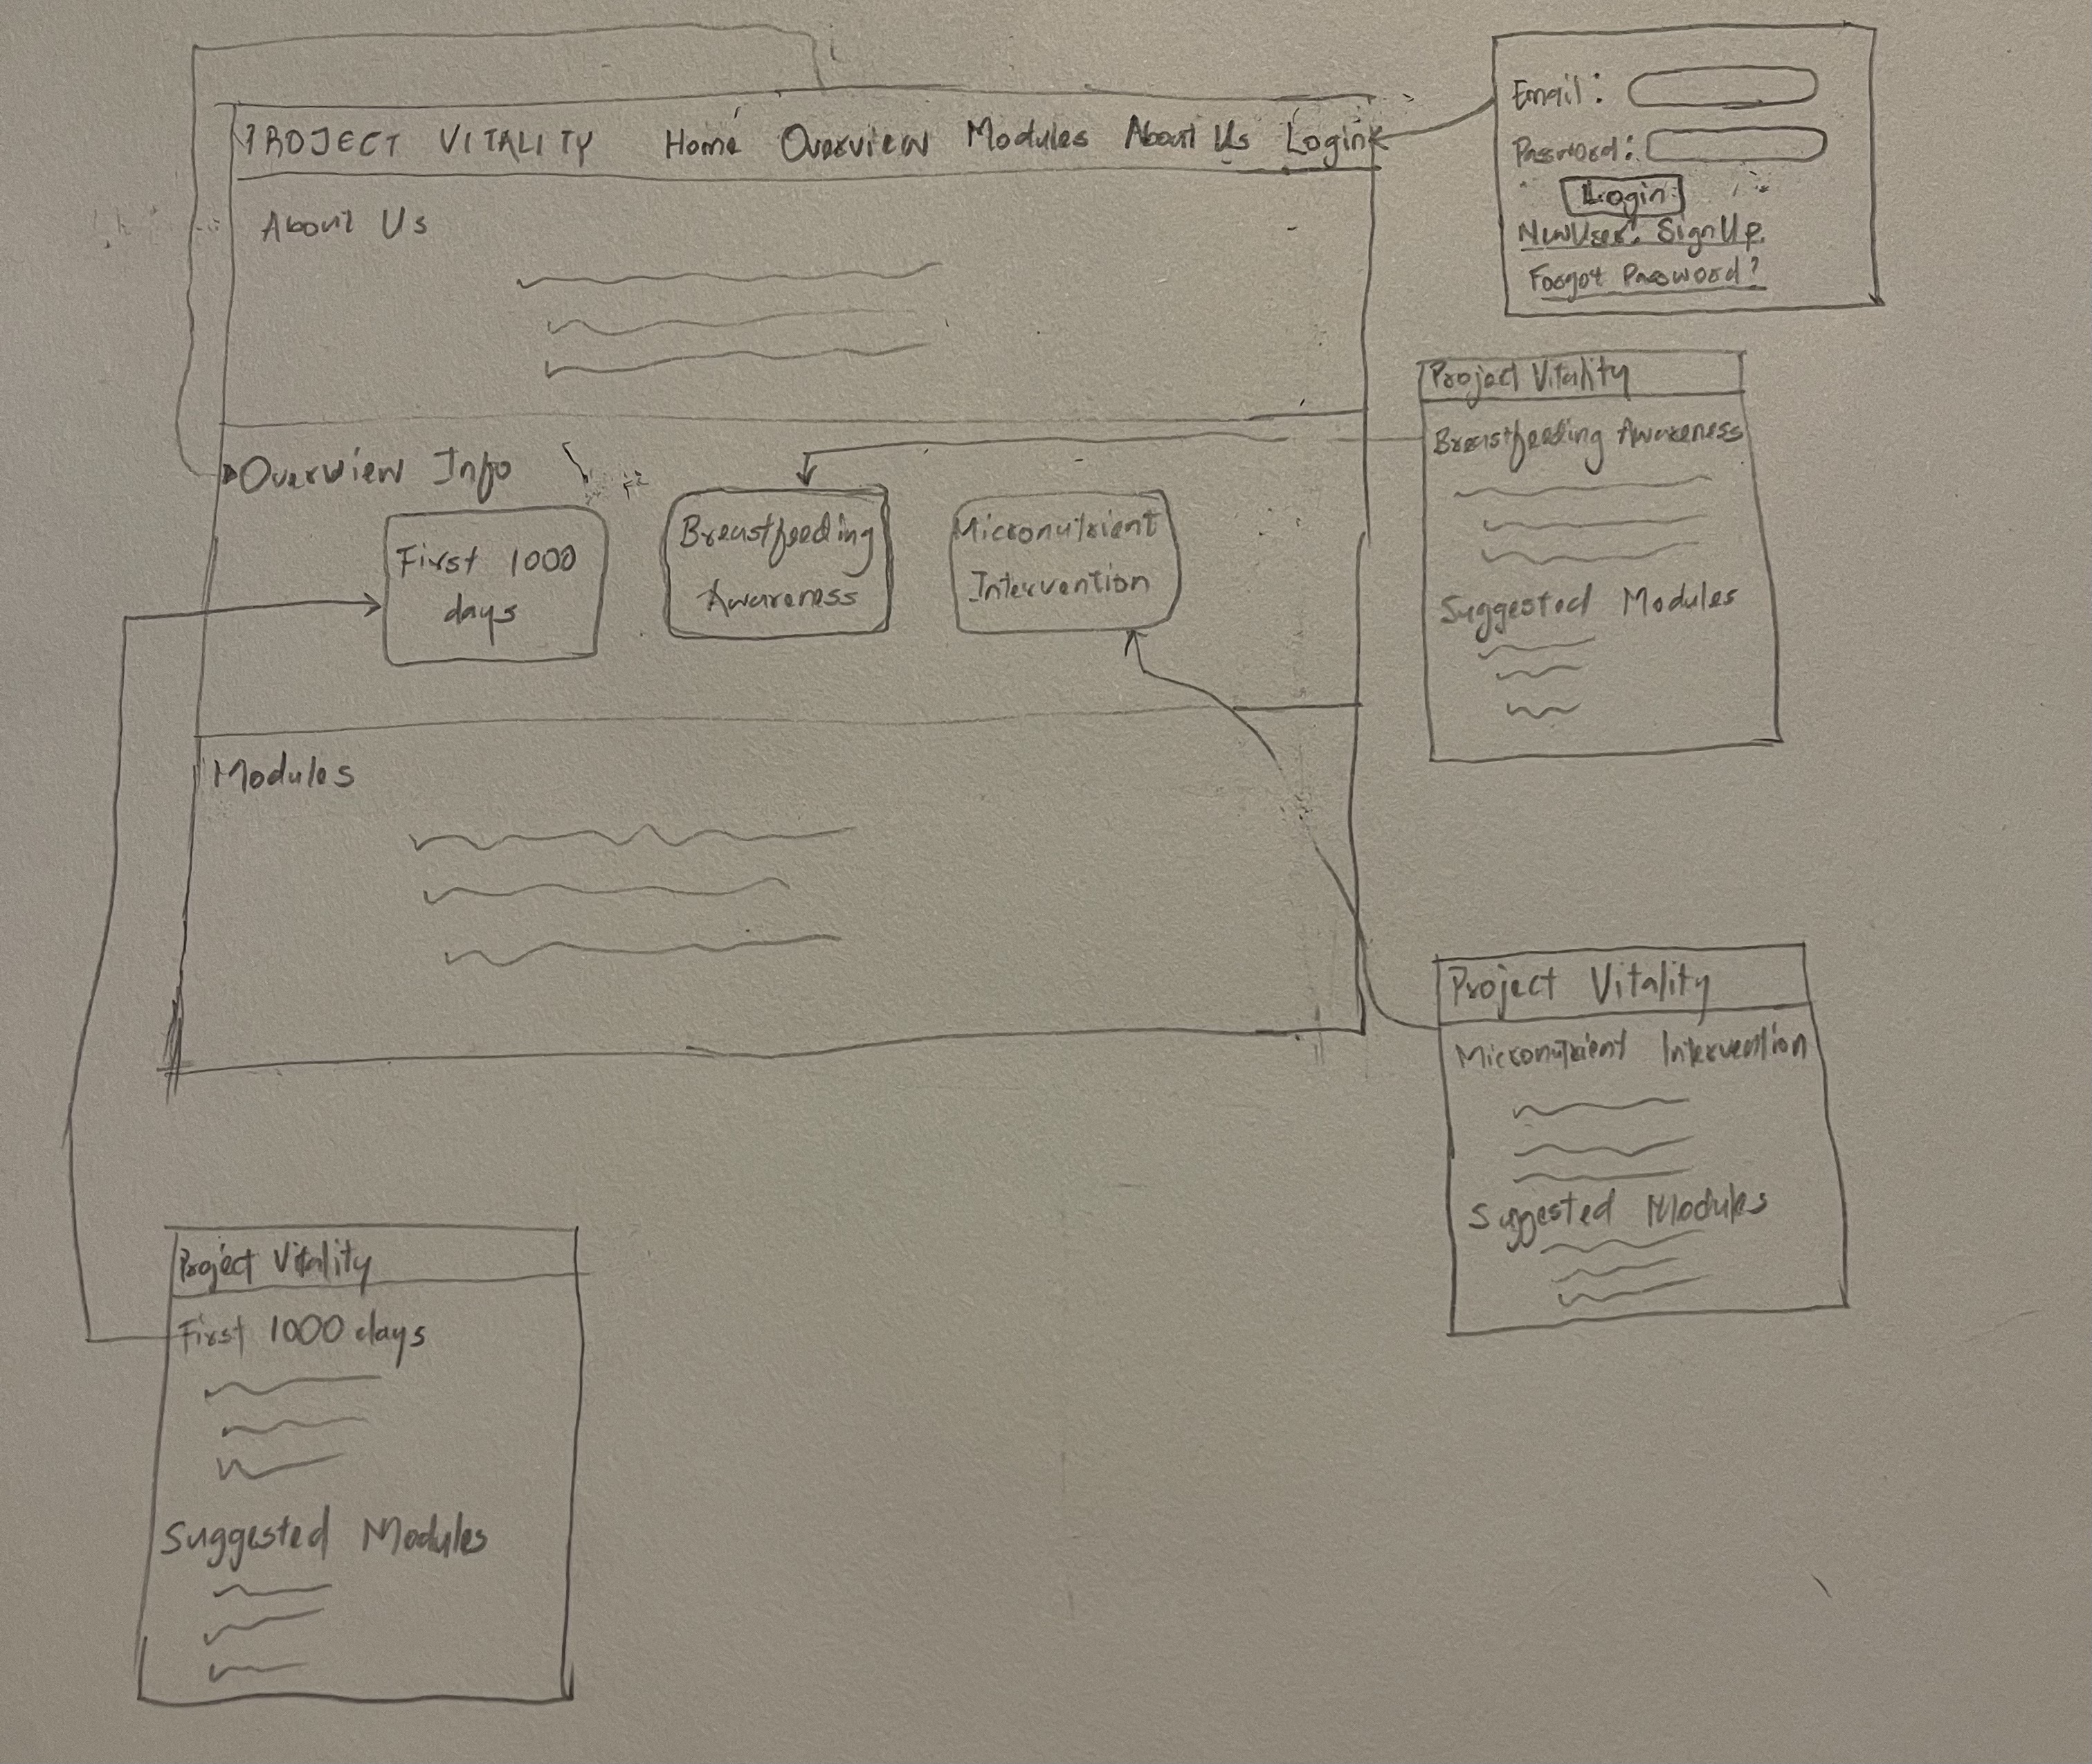 PROJECT VITALITY Home Overview Modules About Us Login
About Us
Overview Info
First 1000
days
Breastfeeding
Awareness
Micronutrient
Intervention
Modules
Email:
Password:
Login
New User? SignUp
Forgot Password?
Project Vitality
Breastfeeding Awareness
Suggested Modules
Project Vitality
Micronutrient Intervention
Suggested Modules
Project Vitality
First 1000 days
Suggested Modules